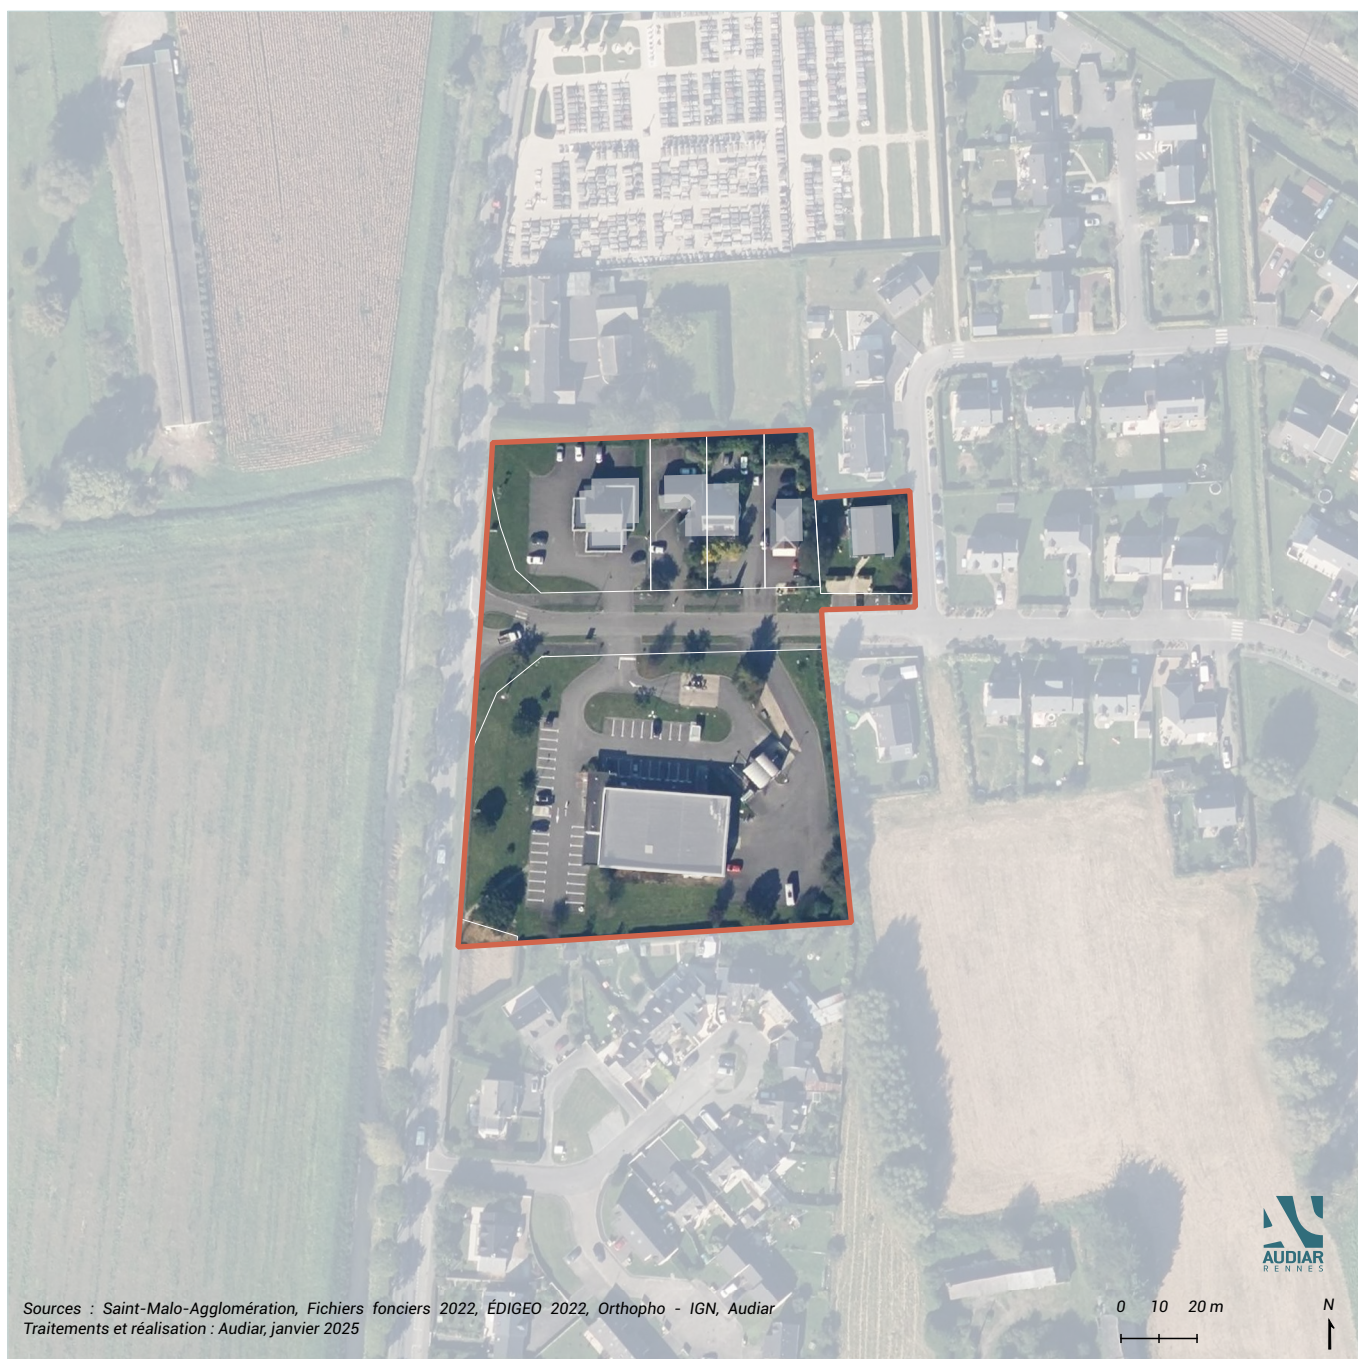 AUDIAR
RENNES
Sources : Saint-Malo-Agglomération, Fichiers fonciers 2022, ÉDIGEO 2022, Orthopho - IGN, Audiar
Traitements et réalisation : Audiar, janvier 2025
0 10 20 m
N